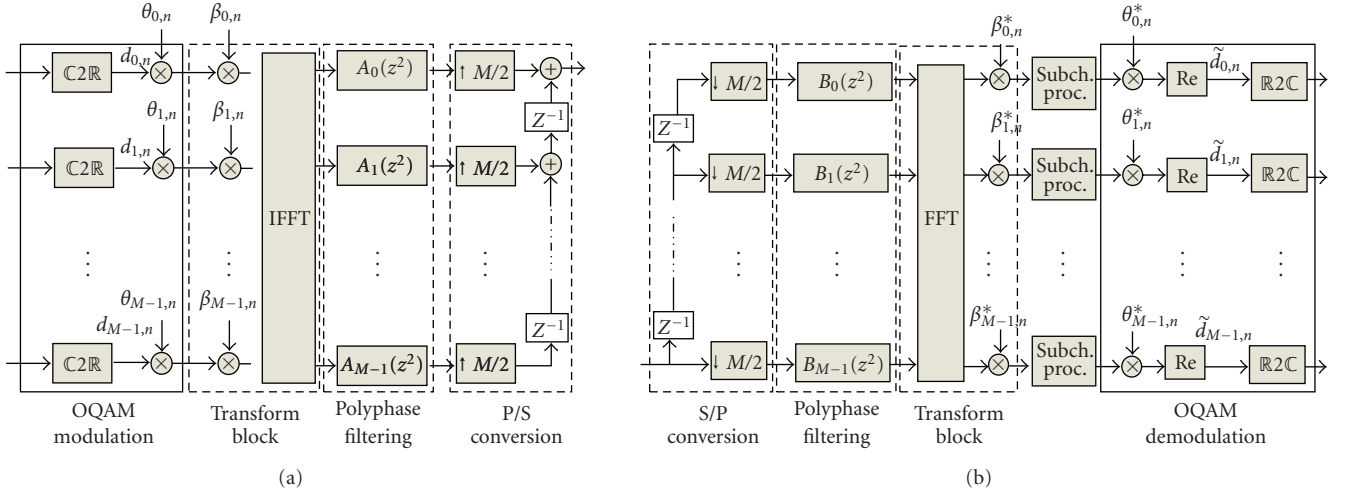 θ0,n β0,n
ℂ2ℝ d0,n × × A0(z²) ↑ M/2 +
Z−1
θ1,n β1,n
ℂ2ℝ d1,n × × A1(z²) ↑ M/2 +
IFFT
θM−1,n βM−1,n
dM−1,n
Z−1
ℂ2ℝ × × AM−1(z²) ↑ M/2
OQAM modulation
Transform block
Polyphase filtering
P/S conversion
(a)
β*0,n θ*0,n
↓ M/2 B0(z²) × Subch. proc. × Re d̃0,n ℝ2ℂ
Z−1
β*1,n θ*1,n
↓ M/2 B1(z²) × Subch. proc. × Re d̃1,n ℝ2ℂ
FFT
β*M−1,n θ*M−1,n
Z−1
↓ M/2 BM−1(z²) × Subch. proc. × Re d̃M−1,n ℝ2ℂ
S/P conversion
Polyphase filtering
Transform block
OQAM demodulation
(b)